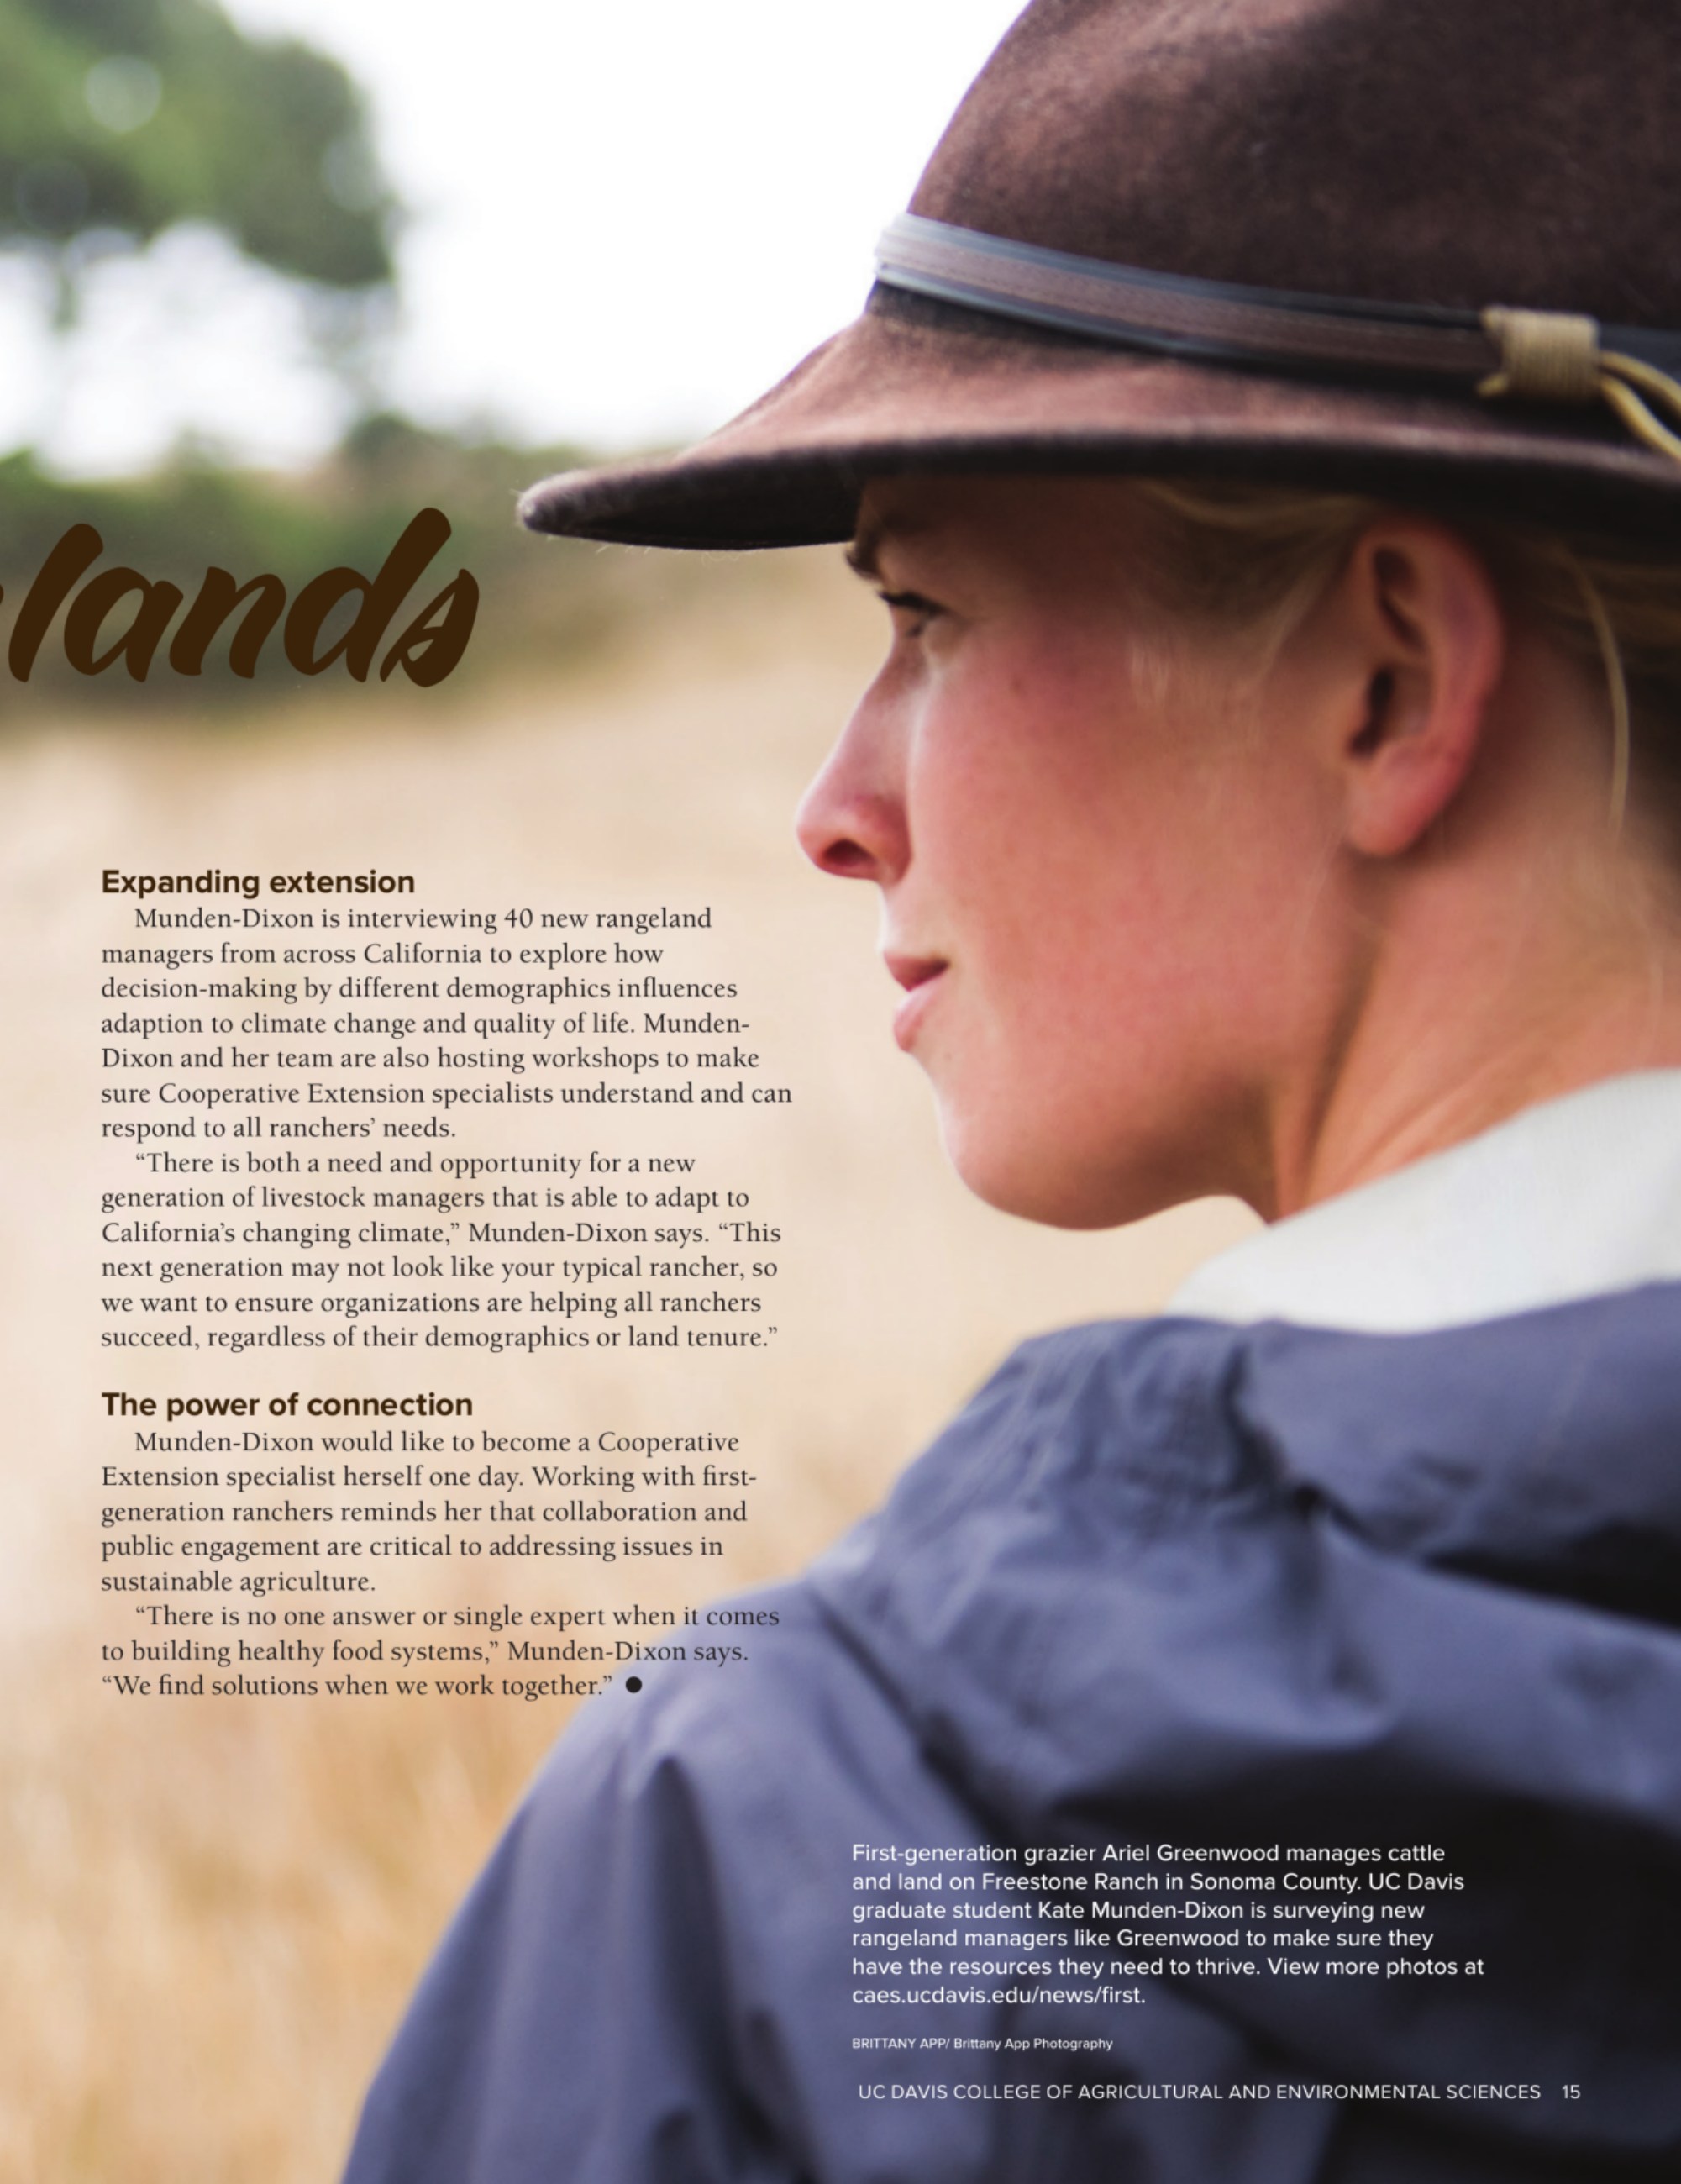 lands
Expanding extension
Munden-Dixon is interviewing 40 new rangeland
managers from across California to explore how
decision-making by different demographics influences
adaption to climate change and quality of life. Munden-
Dixon and her team are also hosting workshops to make
sure Cooperative Extension specialists understand and can
respond to all ranchers’ needs.
“There is both a need and opportunity for a new
generation of livestock managers that is able to adapt to
California’s changing climate,” Munden-Dixon says. “This
next generation may not look like your typical rancher, so
we want to ensure organizations are helping all ranchers
succeed, regardless of their demographics or land tenure.”
The power of connection
Munden-Dixon would like to become a Cooperative
Extension specialist herself one day. Working with first-
generation ranchers reminds her that collaboration and
public engagement are critical to addressing issues in
sustainable agriculture.
“There is no one answer or single expert when it comes
to building healthy food systems,” Munden-Dixon says.
“We find solutions when we work together.” ●
First-generation grazier Ariel Greenwood manages cattle
and land on Freestone Ranch in Sonoma County. UC Davis
graduate student Kate Munden-Dixon is surveying new
rangeland managers like Greenwood to make sure they
have the resources they need to thrive. View more photos at
caes.ucdavis.edu/news/first.
BRITTANY APP/ Brittany App Photography
UC DAVIS COLLEGE OF AGRICULTURAL AND ENVIRONMENTAL SCIENCES 15